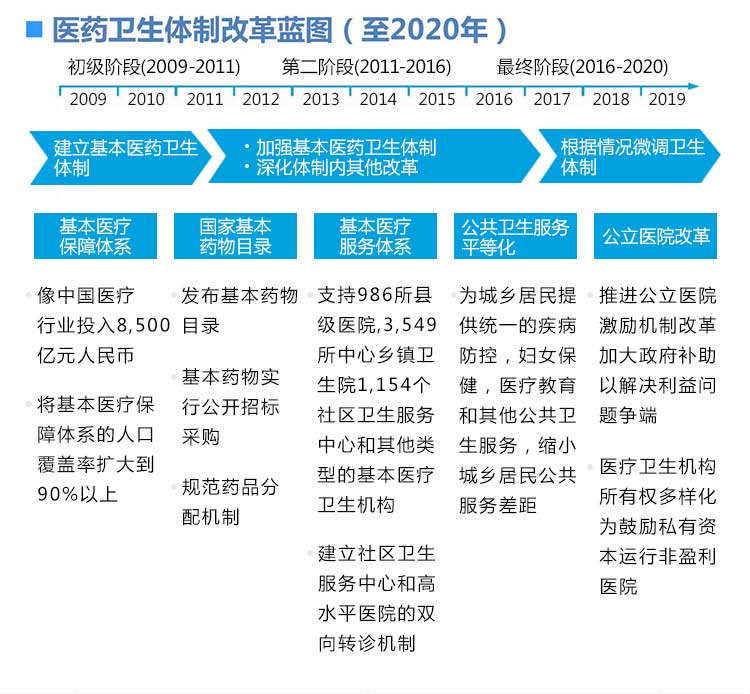 医药卫生体制改革蓝图（至2020年）
初级阶段(2009-2011)
第二阶段(2011-2016)
最终阶段(2016-2020)
2009 2010 2011 2012 2013 2014 2015 2016 2017 2018 2019
建立基本医药卫生
体制
·加强基本医药卫生体制
·深化体制内其他改革
根据情况微调卫生
体制
基本医疗
保障体系
像中国医疗
行业投入8,500
亿元人民币
将基本医疗保
障体系的人口
覆盖率扩大到
90%以上
国家基本
药物目录
发布基本药物
目录
基本药物实
行公开招标
采购
规范药品分
配机制
基本医疗
服务体系
支持986所县
级医院,3,549
所中心乡镇卫
生院1,154个
社区卫生服务
中心和其他类
型的基本医疗
卫生机构
建立社区卫生
服务中心和高
水平医院的双
向转诊机制
公共卫生服务
平等化
为城乡居民提
供统一的疾病
防控，妇女保
健，医疗教育
和其他公共卫
生服务，缩小
城乡居民公共
服务差距
公立医院改革
推进公立医院
激励机制改革
加大政府补助
以解决利益问
题争端
医疗卫生机构
所有权多样化
为鼓励私有资
本运行非盈利
医院